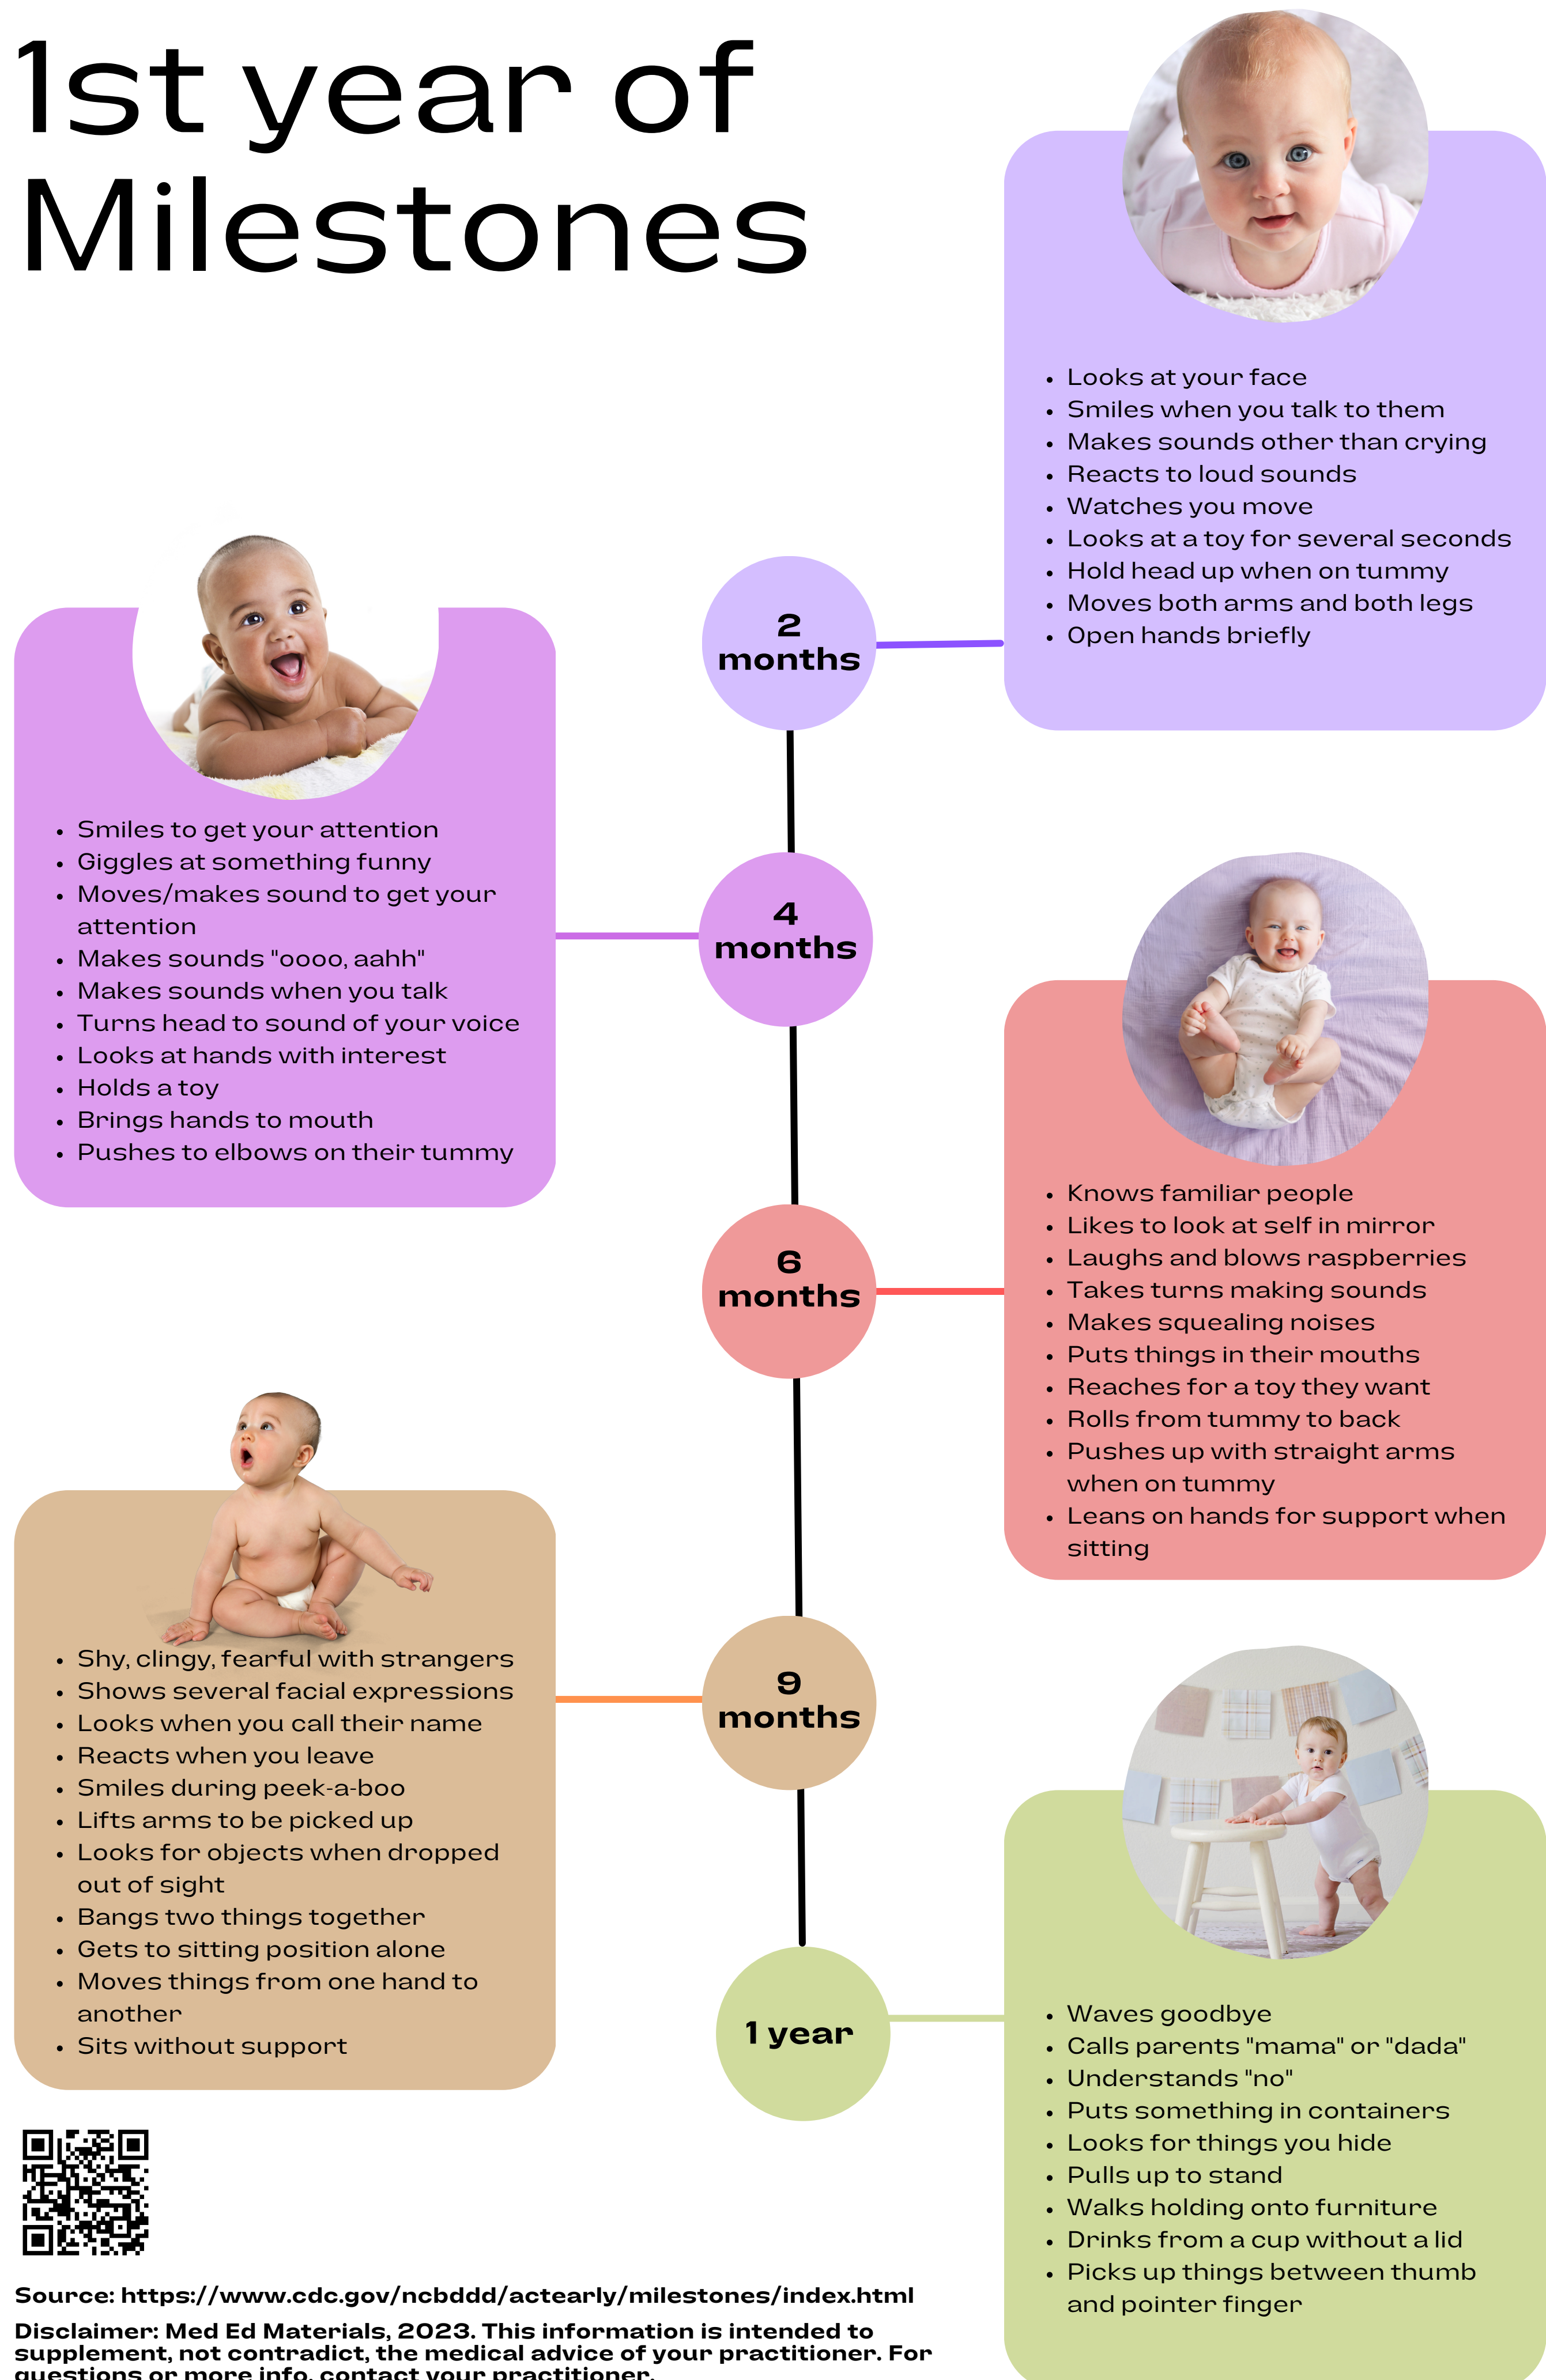 1st year of
Milestones
2
months
• Looks at your face
• Smiles when you talk to them
• Makes sounds other than crying
• Reacts to loud sounds
• Watches you move
• Looks at a toy for several seconds
• Hold head up when on tummy
• Moves both arms and both legs
• Open hands briefly
4
months
• Smiles to get your attention
• Giggles at something funny
• Moves/makes sound to get your
attention
• Makes sounds "oooo, aahh"
• Makes sounds when you talk
• Turns head to sound of your voice
• Looks at hands with interest
• Holds a toy
• Brings hands to mouth
• Pushes to elbows on their tummy
6
months
• Knows familiar people
• Likes to look at self in mirror
• Laughs and blows raspberries
• Takes turns making sounds
• Makes squealing noises
• Puts things in their mouths
• Reaches for a toy they want
• Rolls from tummy to back
• Pushes up with straight arms
when on tummy
• Leans on hands for support when
sitting
9
months
• Shy, clingy, fearful with strangers
• Shows several facial expressions
• Looks when you call their name
• Reacts when you leave
• Smiles during peek-a-boo
• Lifts arms to be picked up
• Looks for objects when dropped
out of sight
• Bangs two things together
• Gets to sitting position alone
• Moves things from one hand to
another
• Sits without support
1 year
• Waves goodbye
• Calls parents "mama" or "dada"
• Understands "no"
• Puts something in containers
• Looks for things you hide
• Pulls up to stand
• Walks holding onto furniture
• Drinks from a cup without a lid
• Picks up things between thumb
and pointer finger
Source: https://www.cdc.gov/ncbddd/actearly/milestones/index.html
Disclaimer: Med Ed Materials, 2023. This information is intended to
supplement, not contradict, the medical advice of your practitioner. For
questions or more info, contact your practitioner.